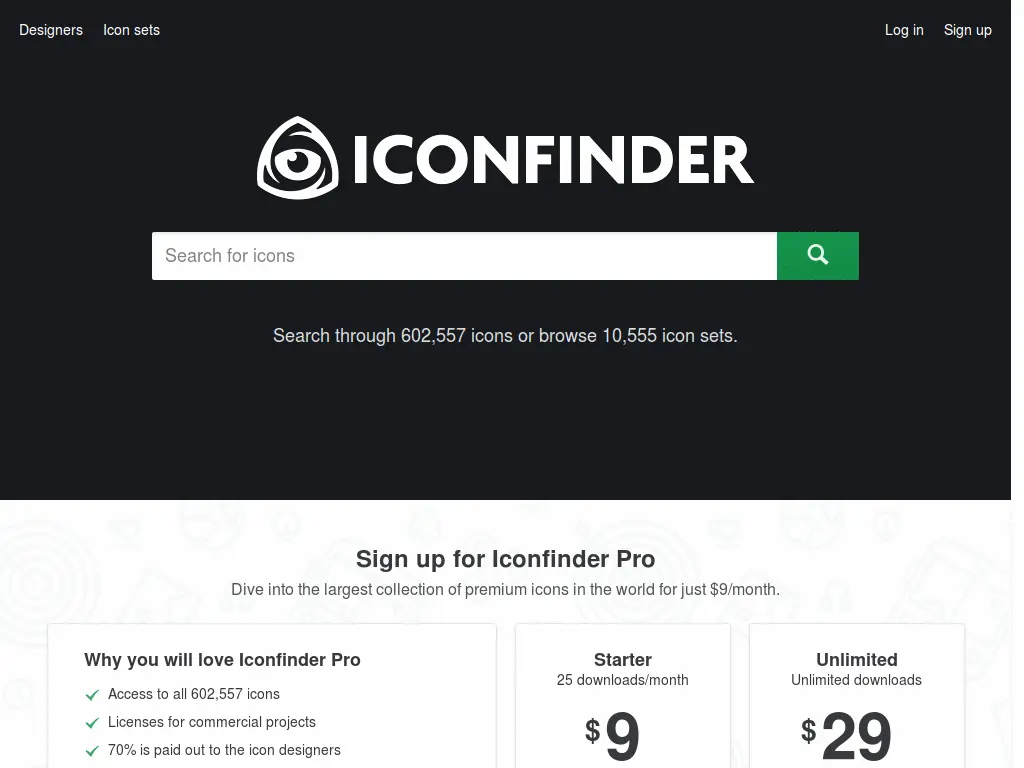 Designers Icon sets Log in Sign up
ICONFINDER
Search for icons
Search through 602,557 icons or browse 10,555 icon sets.
Sign up for Iconfinder Pro
Dive into the largest collection of premium icons in the world for just $9/month.
Why you will love Iconfinder Pro
Access to all 602,557 icons
Licenses for commercial projects
70% is paid out to the icon designers
Starter
25 downloads/month
$9
Unlimited
Unlimited downloads
$29